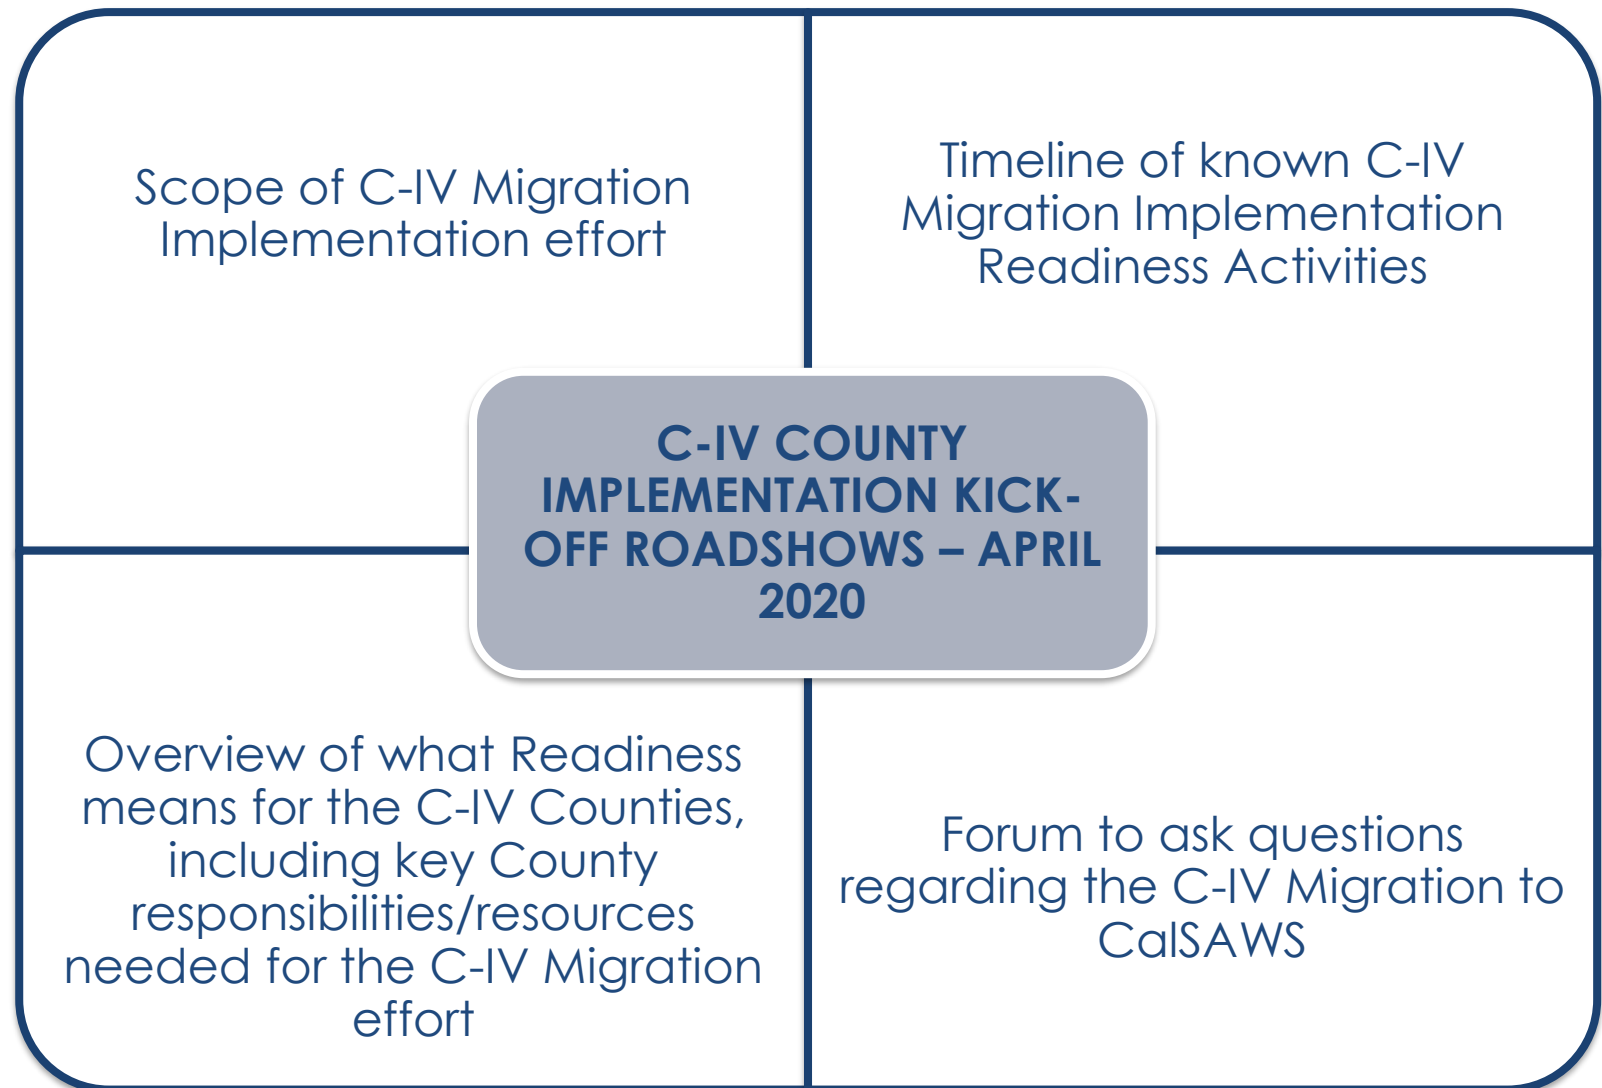 Scope of C-IV Migration
Implementation effort
Timeline of known C-IV
Migration Implementation
Readiness Activities
C-IV COUNTY
IMPLEMENTATION KICK-
OFF ROADSHOWS – APRIL
2020
Overview of what Readiness
means for the C-IV Counties,
including key County
responsibilities/resources
needed for the C-IV Migration
effort
Forum to ask questions
regarding the C-IV Migration to
CalSAWS